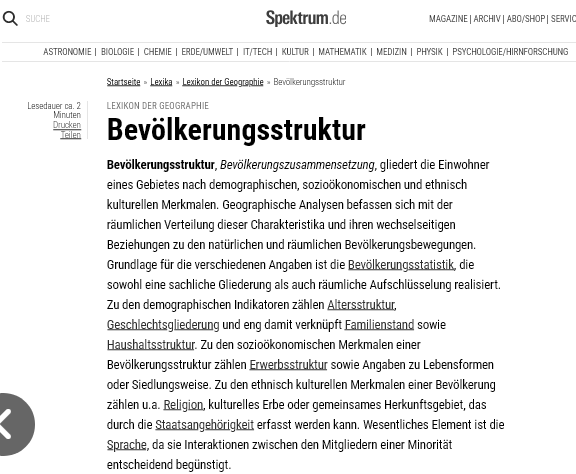 SUCHE
Spektrum.de
MAGAZINE | ARCHIV | ABO/SHOP | SERVIC
ASTRONOMIE | BIOLOGIE | CHEMIE | ERDE/UMWELT | IT/TECH | KULTUR | MATHEMATIK | MEDIZIN | PHYSIK | PSYCHOLOGIE/HIRNFORSCHUNG
Startseite » Lexika » Lexikon der Geographie » Bevölkerungsstruktur
Lesedauer ca. 2
Minuten
Drucken
Teilen
LEXIKON DER GEOGRAPHIE
Bevölkerungsstruktur
Bevölkerungsstruktur, Bevölkerungszusammensetzung, gliedert die Einwohner
eines Gebietes nach demographischen, sozioökonomischen und ethnisch
kulturellen Merkmalen. Geographische Analysen befassen sich mit der
räumlichen Verteilung dieser Charakteristika und ihren wechselseitigen
Beziehungen zu den natürlichen und räumlichen Bevölkerungsbewegungen.
Grundlage für die verschiedenen Angaben ist die Bevölkerungsstatistik, die
sowohl eine sachliche Gliederung als auch räumliche Aufschlüsselung realisiert.
Zu den demographischen Indikatoren zählen Altersstruktur,
Geschlechtsgliederung und eng damit verknüpft Familienstand sowie
Haushaltsstruktur. Zu den sozioökonomischen Merkmalen einer
Bevölkerungsstruktur zählen Erwerbsstruktur sowie Angaben zu Lebensformen
oder Siedlungsweise. Zu den ethnisch kulturellen Merkmalen einer Bevölkerung
zählen u.a. Religion, kulturelles Erbe oder gemeinsames Herkunftsgebiet, das
durch die Staatsangehörigkeit erfasst werden kann. Wesentliches Element ist die
Sprache, da sie Interaktionen zwischen den Mitgliedern einer Minorität
entscheidend begünstigt.